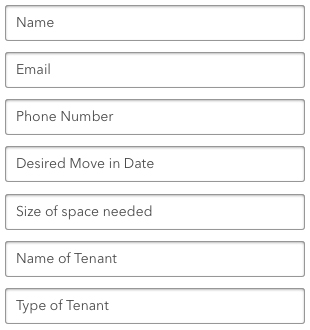 Name
Email
Phone Number
Desired Move in Date
Size of space needed
Name of Tenant
Type of Tenant